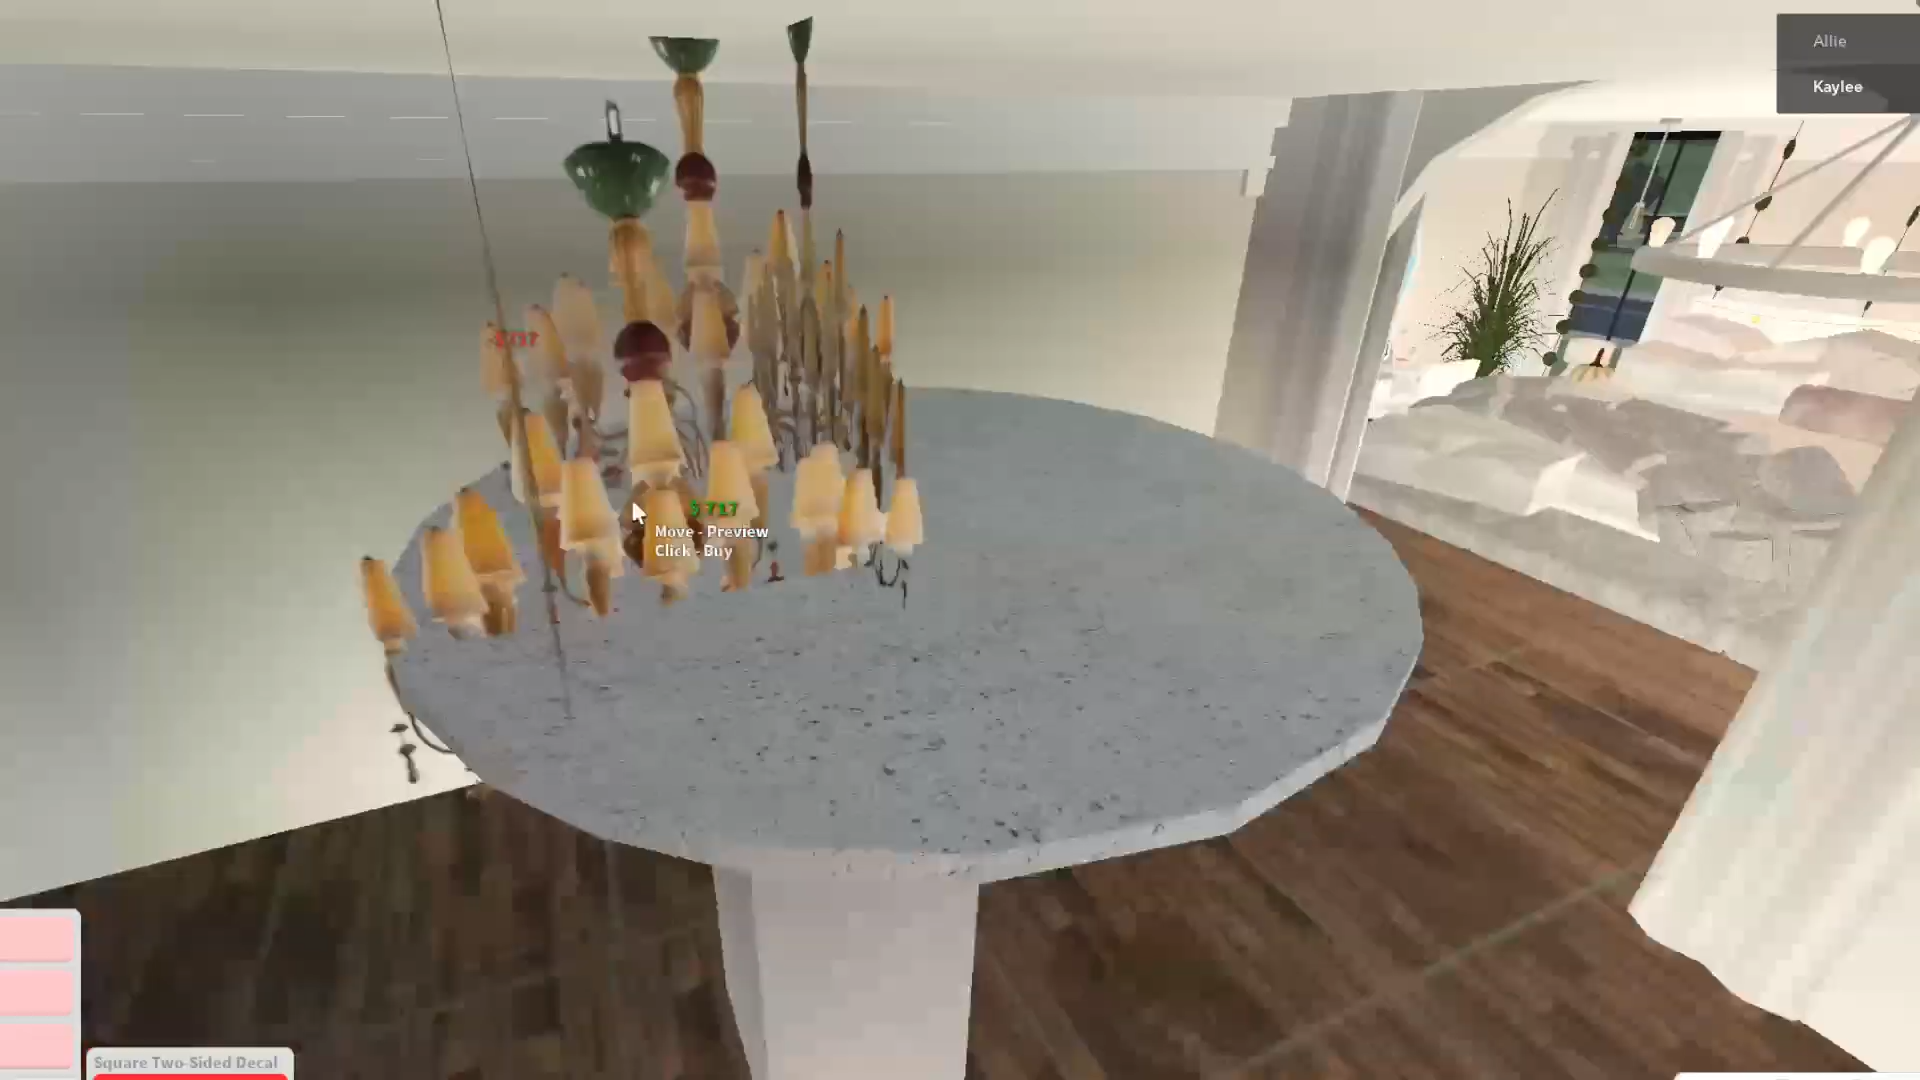 Allie
Kaylee
$ 717
Move - Preview
Click - Buy
Square Two-Sided Decal